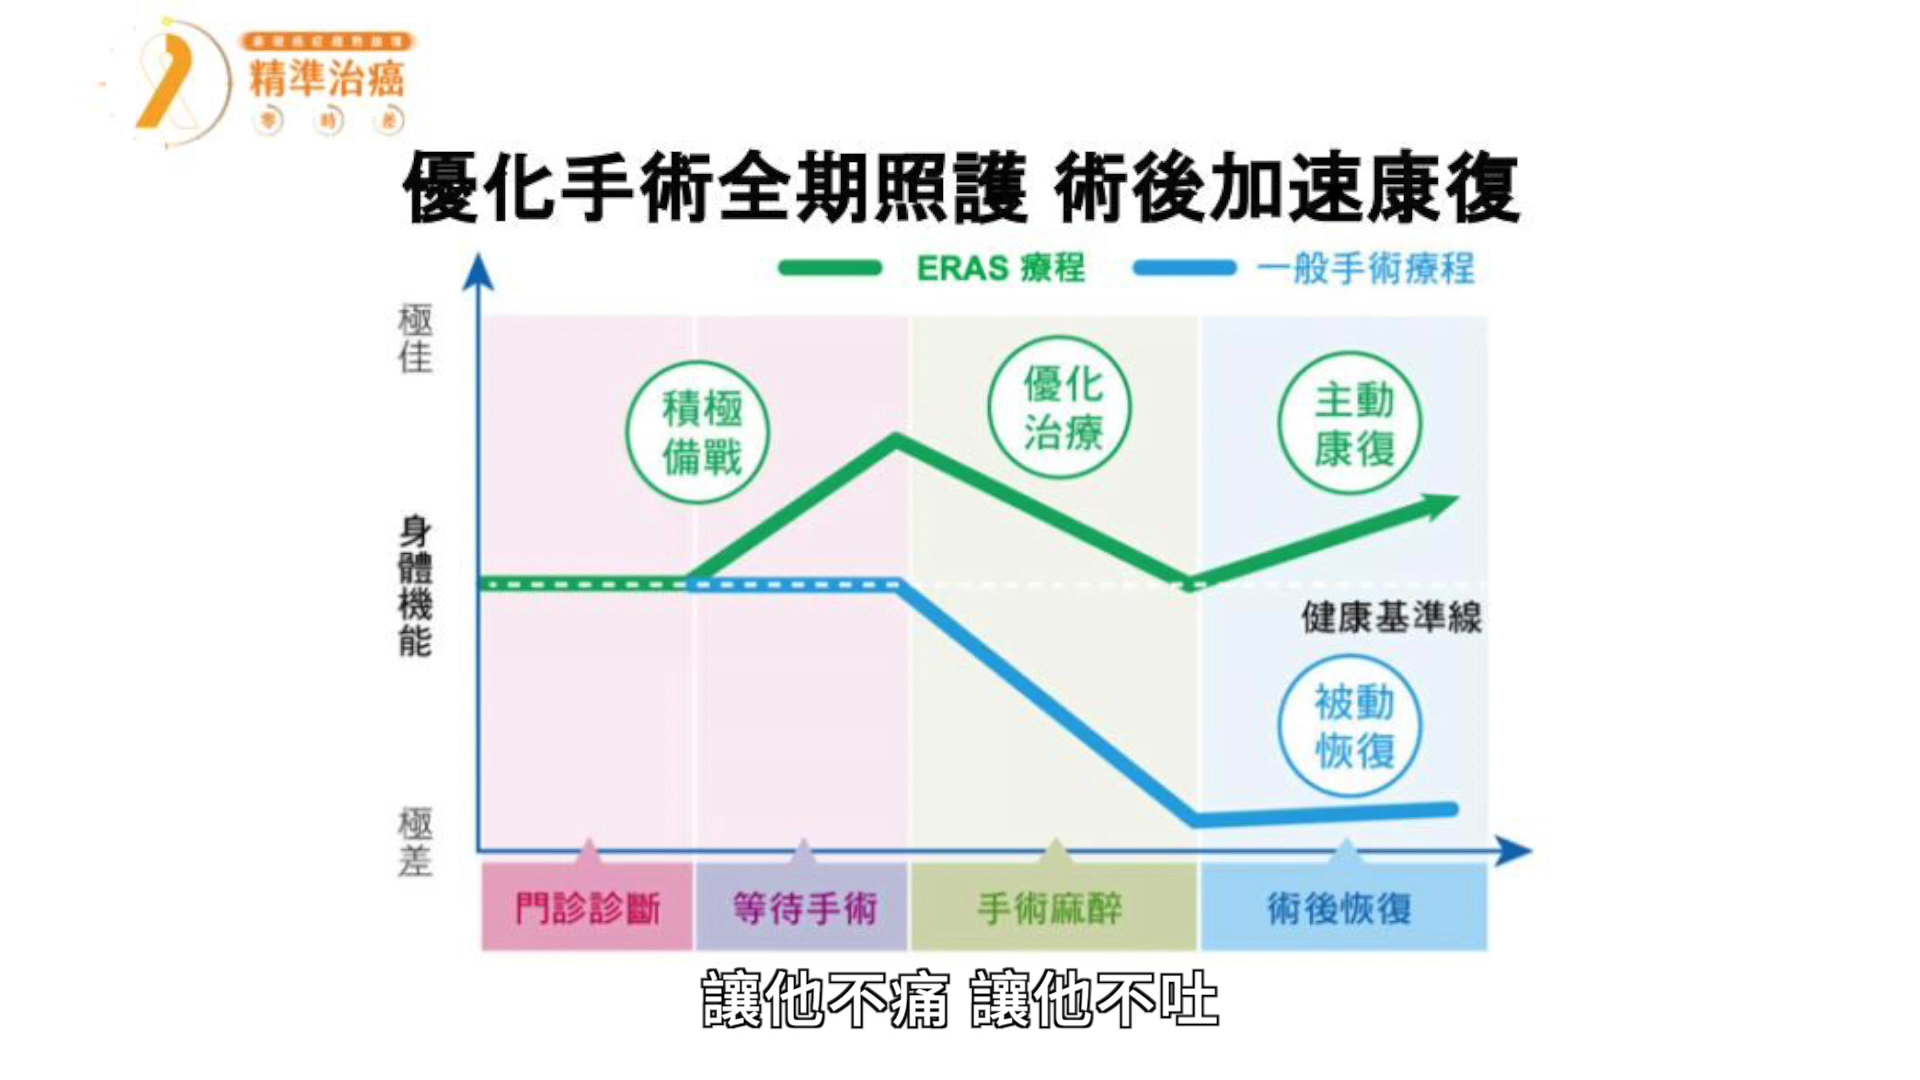 精準治癌
零時差
優化手術全期照護 術後加速康復
ERAS 療程
一般手術療程
極佳
身體機能
極差
積極
備戰
優化
治療
主動
康復
健康基準線
被動
恢復
門診診斷
等待手術
手術麻醉
術後恢復
讓他不痛 讓他不吐